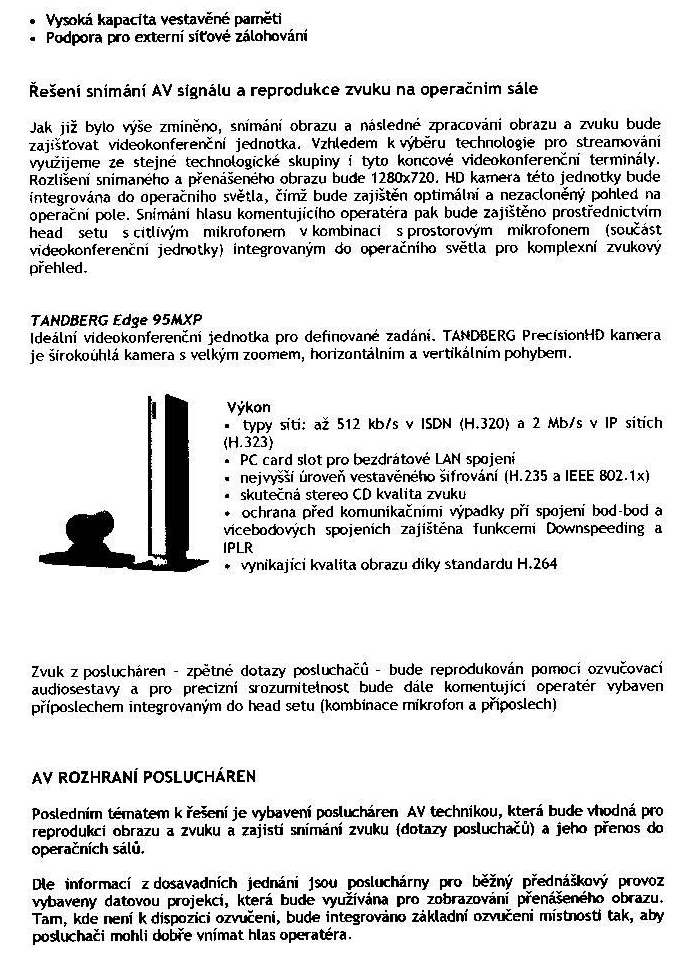 • Vysoká kapacita vestavěné paměti
• Podpora pro externí síťové zálohování
Řešení snímání AV signálu a reprodukce zvuku na operačním sále
Jak již bylo výše zmíněno, snímání obrazu a následné zpracování obrazu a zvuku bude
zajišťovat videokonferenční jednotka. Vzhledem k výběru technologie pro streamování
využijeme ze stejné technologické skupiny i tyto koncové videokonferenční terminály.
Rozlišení snímaného a přenášeného obrazu bude 1280x720. HD kamera této jednotky bude
integrována do operačního světla, čímž bude zajištěn optimální a nezacloněný pohled na
operační pole. Snímání hlasu komentujícího operatéra pak bude zajištěno prostřednictvím
head setu s citlivým mikrofonem v kombinaci s prostorovým mikrofonem (součást
videokonferenční jednotky) integrovaným do operačního světla pro komplexní zvukový
přehled.
TANDBERG Edge 95MXP
Ideální videokonferenční jednotka pro definované zadání. TANDBERG PrecisionHD kamera
je širokoúhlá kamera s velkým zoomem, horizontálním a vertikálním pohybem.
Výkon
• typy sítí: až 512 kb/s v ISDN (H.320) a 2 Mb/s v IP sítích
(H.323)
• PC card slot pro bezdrátové LAN spojení
• nejvyšší úroveň vestavěného šifrování (H.235 a IEEE 802.1x)
• skutečná stereo CD kvalita zvuku
• ochrana před komunikačními výpadky při spojení bod-bod a
vícebodových spojeních zajištěna funkcemi Downspeeding a
IPLR
• vynikající kvalita obrazu díky standardu H.264
Zvuk z poslucháren - zpětné dotazy posluchačů - bude reprodukován pomocí ozvučovací
audiosestavy a pro precizní srozumitelnost bude dále komentující operatér vybaven
příposlechem integrovaným do head setu (kombinace mikrofon a příposlech)
AV ROZHRANÍ POSLUCHÁREN
Posledním tématem k řešení je vybavení poslucháren AV technikou, která bude vhodná pro
reprodukci obrazu a zvuku a zajistí snímání zvuku (dotazy posluchačů) a jeho přenos do
operačních sálů.
Dle informací z dosavadních jednání jsou posluchárny pro běžný přednáškový provoz
vybaveny datovou projekcí, která bude využívána pro zobrazování přenášeného obrazu.
Tam, kde není k dispozici ozvučení, bude integrováno základní ozvučení místnosti tak, aby
posluchači mohli dobře vnímat hlas operatéra.